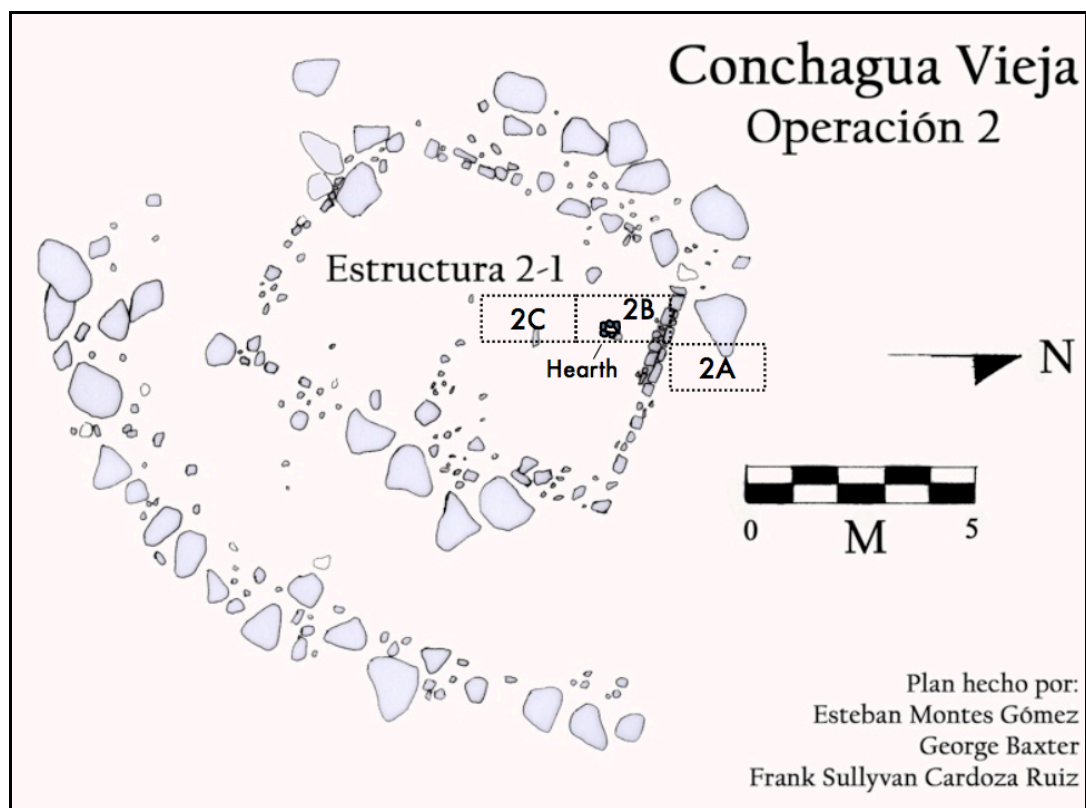 Conchagua Vieja
Operación 2
Estructura 2-1
2C
2B
Hearth
2A
N
0
5
M
Plan hecho por:
Esteban Montes Gómez
George Baxter
Frank Sullyvan Cardoza Ruiz